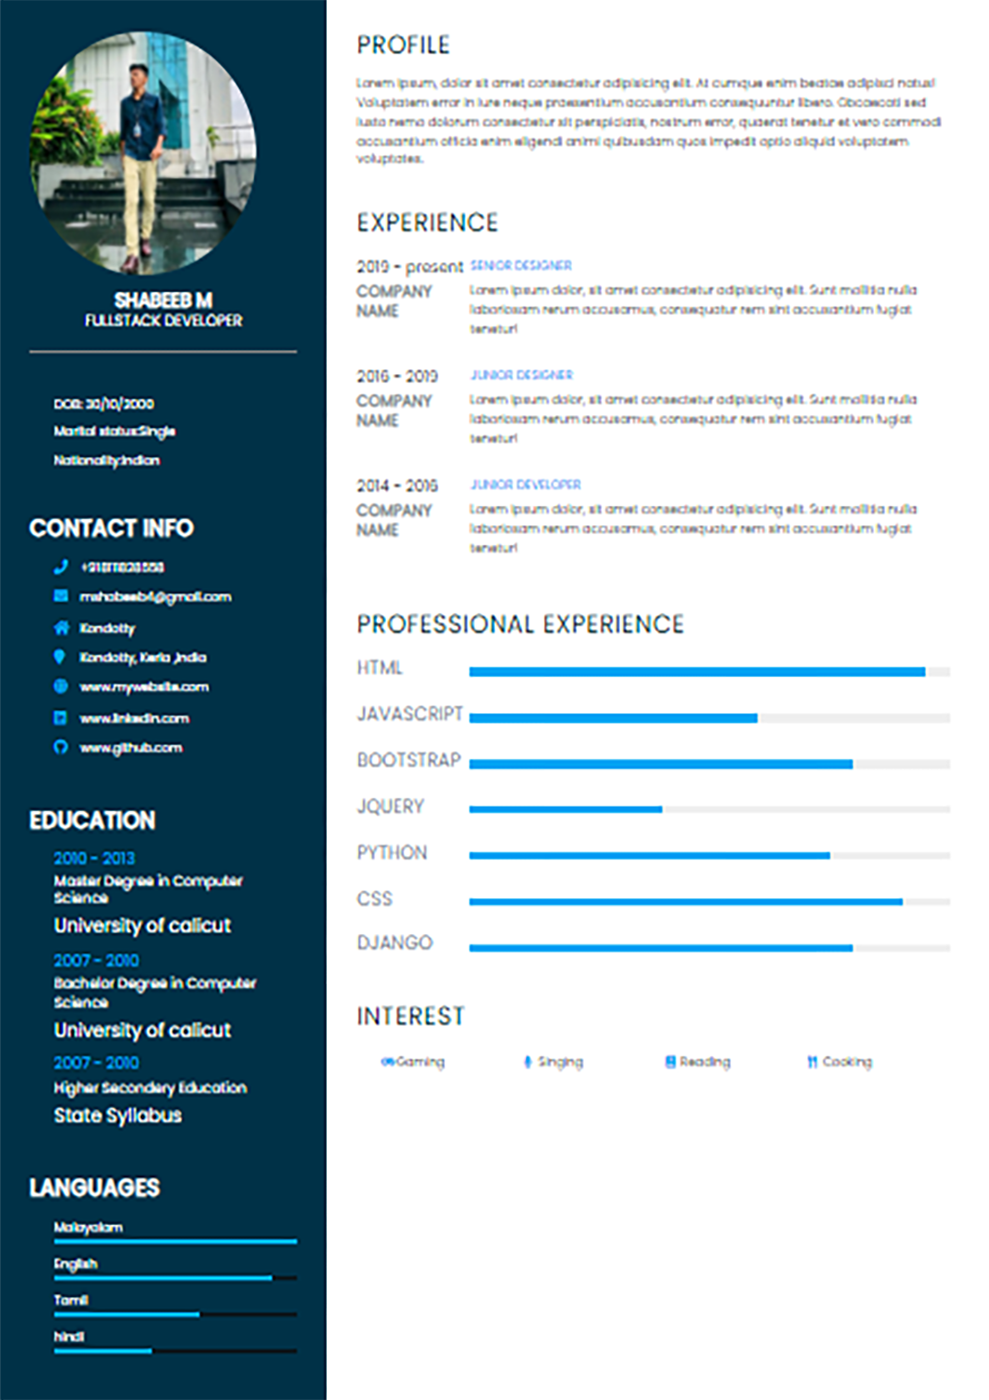 SHABEEB M
FULLSTACK DEVELOPER
DOB: 30/10/2000
Marital status:Single
Nationality:Indian
CONTACT INFO
mshabeeb4@gmail.com
Kondotty
Kondotty, Kerla ,India
www.mywebsite.com
www.linkedin.com
www.github.com
EDUCATION
2010 - 2013
Master Degree in Computer
Science
University of calicut
2007 - 2010
Bachelor Degree in Computer
Science
University of calicut
2007 - 2010
Higher Secondery Education
State Syllabus
LANGUAGES
Malayalam
English
Tamil
hindi
PROFILE
Lorem ipsum, dolor sit amet consectetur adipisicing elit. At cumque enim beatae adipisci natus!
Voluptatem error in iure neque praesentium accusantium consequuntur libero. Obcaecati sed
iusto nemo dolorum consectetur sit perspiciatis, nostrum error, quaerat tenetur et vero commodi
accusantium officia enim eligendi animi quibusdam quos impedit optio aliquid voluptatem
voluptates.
EXPERIENCE
2019 - present SENIOR DESIGNER
COMPANY NAME
Lorem ipsum dolor, sit amet consectetur adipisicing elit. Sunt mollitia nulla
laboriosam rerum accusamus, consequatur rem sint accusantium fugiat
tenetur!
2016 - 2019 JUNIOR DESIGNER
COMPANY NAME
Lorem ipsum dolor, sit amet consectetur adipisicing elit. Sunt mollitia nulla
laboriosam rerum accusamus, consequatur rem sint accusantium fugiat
tenetur!
2014 - 2016 JUNIOR DEVELOPER
COMPANY NAME
Lorem ipsum dolor, sit amet consectetur adipisicing elit. Sunt mollitia nulla
laboriosam rerum accusamus, consequatur rem sint accusantium fugiat
tenetur!
PROFESSIONAL EXPERIENCE
HTML
JAVASCRIPT
BOOTSTRAP
JQUERY
PYTHON
CSS
DJANGO
INTEREST
Gaming Singing Reading Cooking